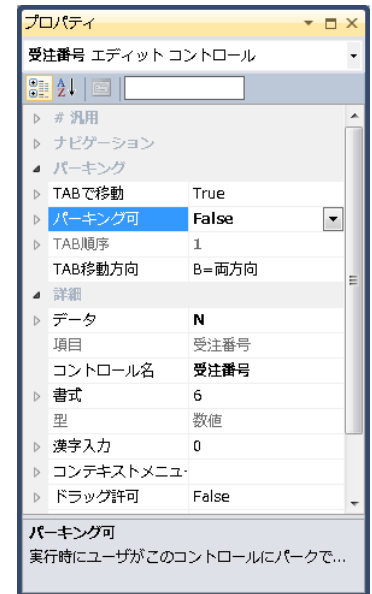 プロパティ
受注番号 エディット コントロール
# 汎用
ナビゲーション
パーキング
TABで移動 True
パーキング可 False
TAB順序 1
TAB移動方向 B=両方向
詳細
データ N
項目 受注番号
コントロール名 受注番号
書式 6
型 数値
漢字入力 0
コンテキストメニュー
ドラッグ許可 False
パーキング可
実行時にユーザがこのコントロールにパークで...